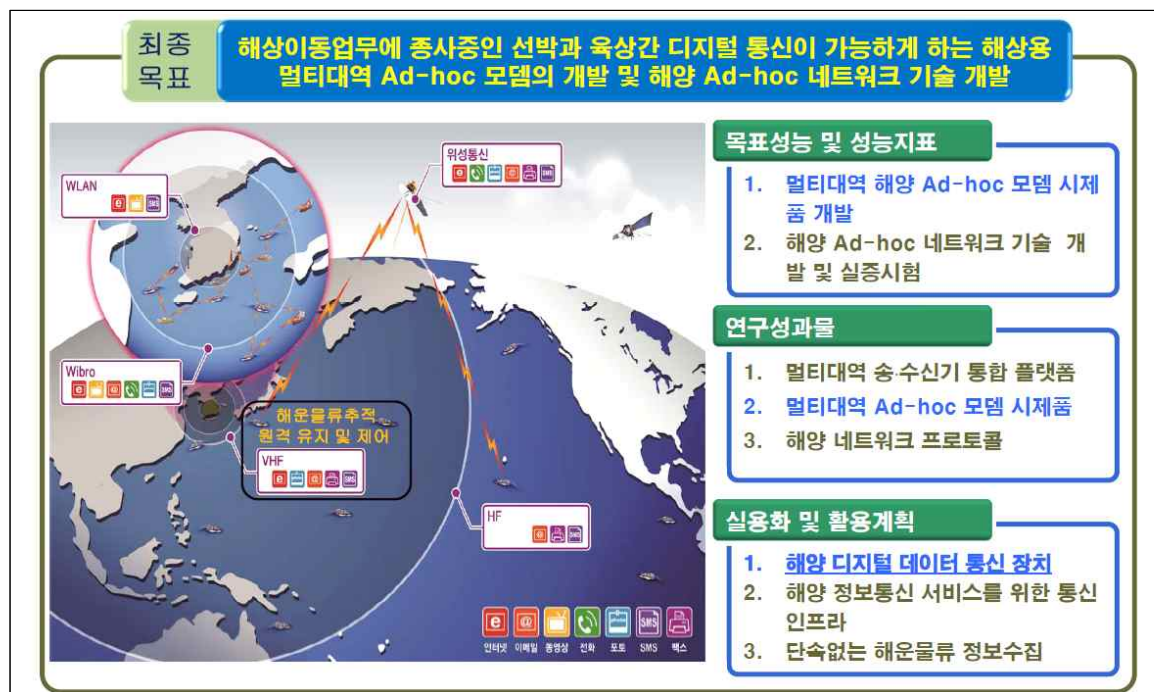 최종
목표
해상이동업무에 종사중인 선박과 육상간 디지털 통신이 가능하게 하는 해상용
멀티대역 Ad-hoc 모뎀의 개발 및 해양 Ad-hoc 네트워크 기술 개발
WLAN
e
SMS
위성통신
e
@
SMS
Wibro
e
@
SMS
해운물류추적
원격 유지 및 제어
VHF
e
@
SMS
HF
@
SMS
e
@
SMS
인터넷 이메일 동영상 전화 포토 SMS 팩스
목표성능 및 성능지표
1. 멀티대역 해양 Ad-hoc 모뎀 시제
품 개발
2. 해양 Ad-hoc 네트워크 기술 개
발 및 실증시험
연구성과물
1. 멀티대역 송·수신기 통합 플랫폼
2. 멀티대역 Ad-hoc 모뎀 시제품
3. 해양 네트워크 프로토콜
실용화 및 활용계획
1. 해양 디지털 데이터 통신 장치
2. 해양 정보통신 서비스를 위한 통신
인프라
3. 단속없는 해운물류 정보수집